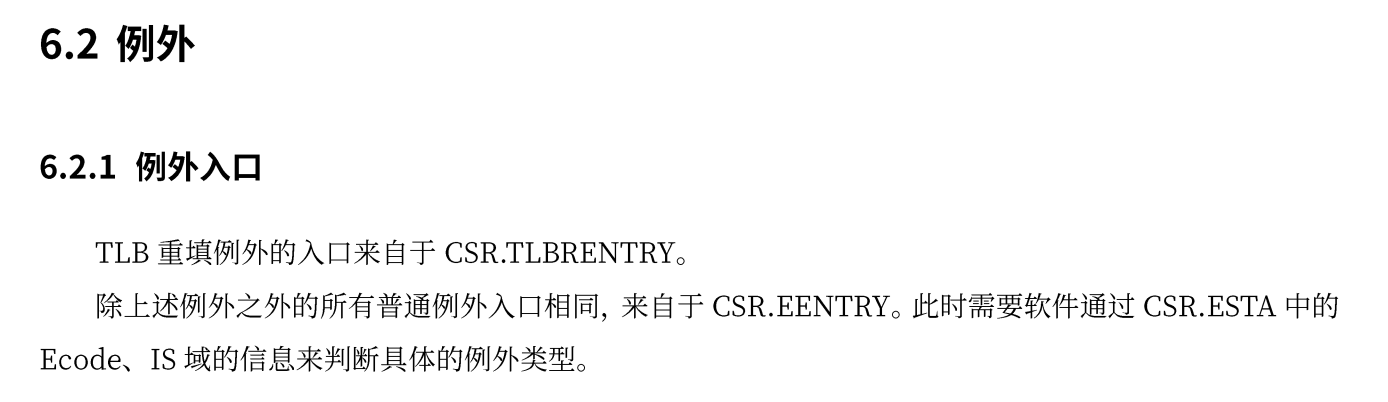 6.2 例外
6.2.1 例外入口
TLB 重填例外的入口来自于 CSR.TLBRENTRY。
除上述例外之外的所有普通例外入口相同, 来自于 CSR.EENTRY。此时需要软件通过 CSR.ESTA 中的
Ecode、IS 域的信息来判断具体的例外类型。